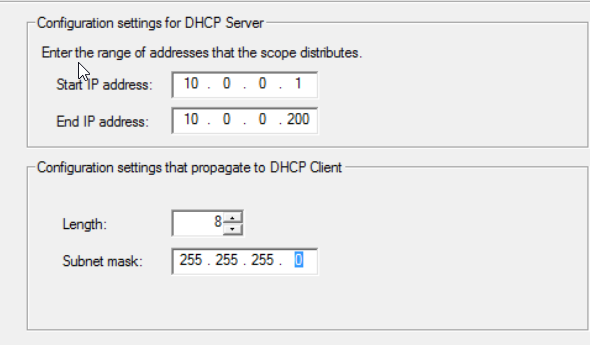 Configuration settings for DHCP Server
Enter the range of addresses that the scope distributes.
Start IP address: 10 . 0 . 0 . 1
End IP address: 10 . 0 . 0 . 200
Configuration settings that propagate to DHCP Client
Length: 8
Subnet mask: 255 . 255 . 255 . 0